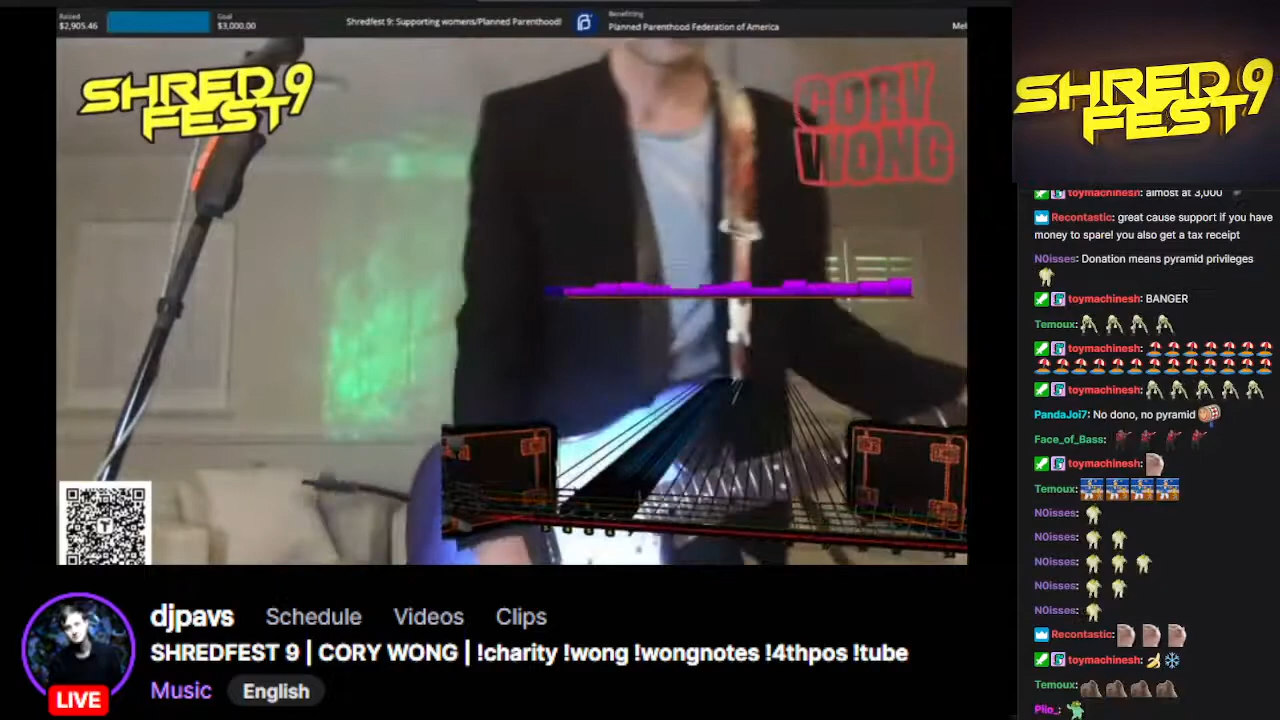 Raised
$2,905.46
Goal
$3,000.00
Shredfest 9: Supporting womens/Planned Parenthood!
Benefiting
Planned Parenthood Federation of America
Mel
SHRED 9
FEST
CORY
WONG
SHRED 9
FEST
toymachinesh: almost at 3,000
Recontastic: great cause support if you have
money to sparel you also get a tax receipt
N0isses: Donation means pyramid privileges
toymachinesh: BANGER
Temoux:
toymachinesh:
toymachinesh:
PandaJoi7: No dono, no pyramid
Face_of_Bass:
toymachinesh:
Temoux:
N0isses:
N0isses:
N0isses:
N0isses:
N0isses:
Recontastic:
toymachinesh:
Temoux:
Plio_:
djpavs Schedule Videos Clips
SHREDFEST 9 | CORY WONG | !charity !wong !wongnotes !4thpos !tube
LIVE
Music English